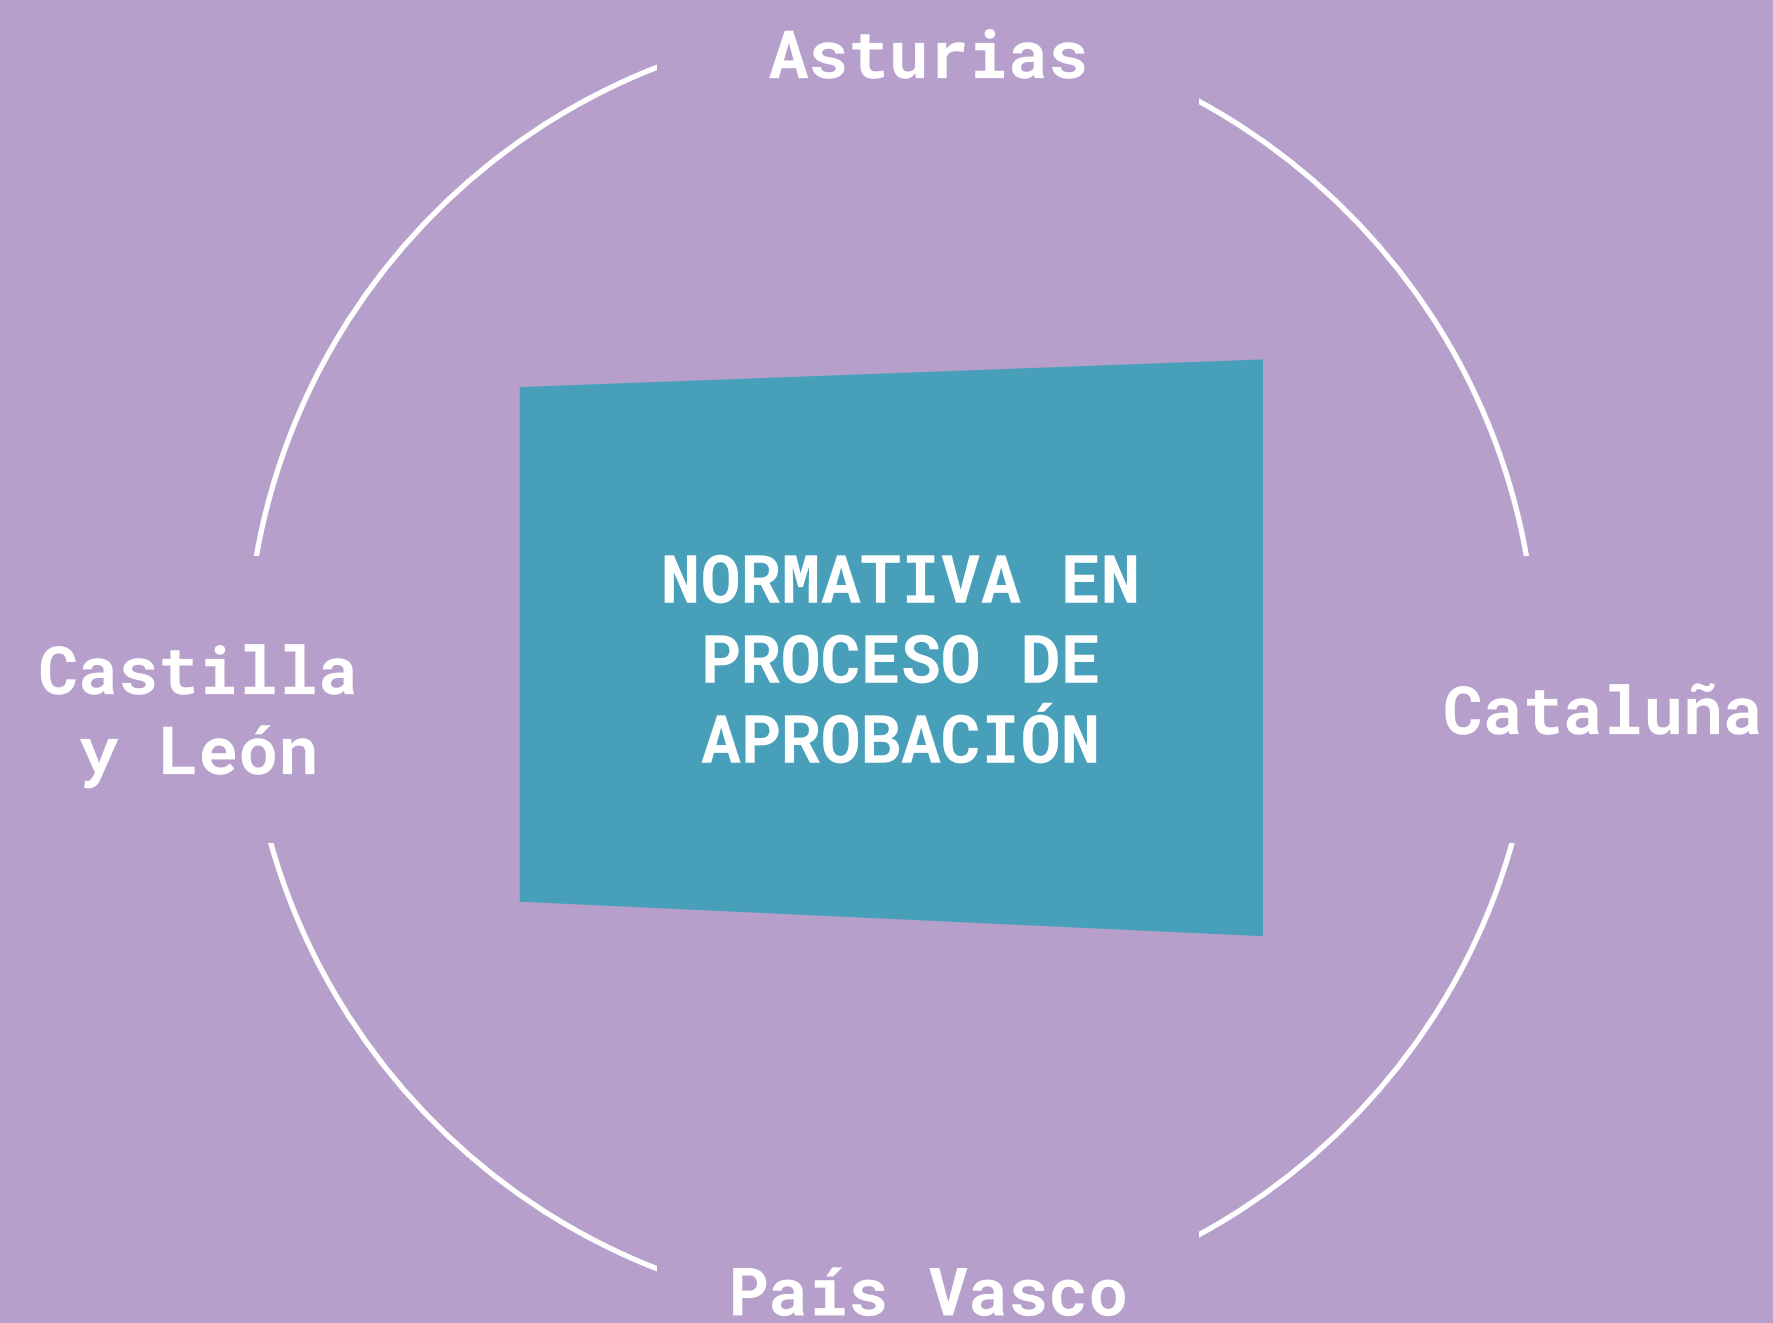 Asturias
NORMATIVA EN
PROCESO DE
APROBACIÓN
Castilla
y León
Cataluña
País Vasco